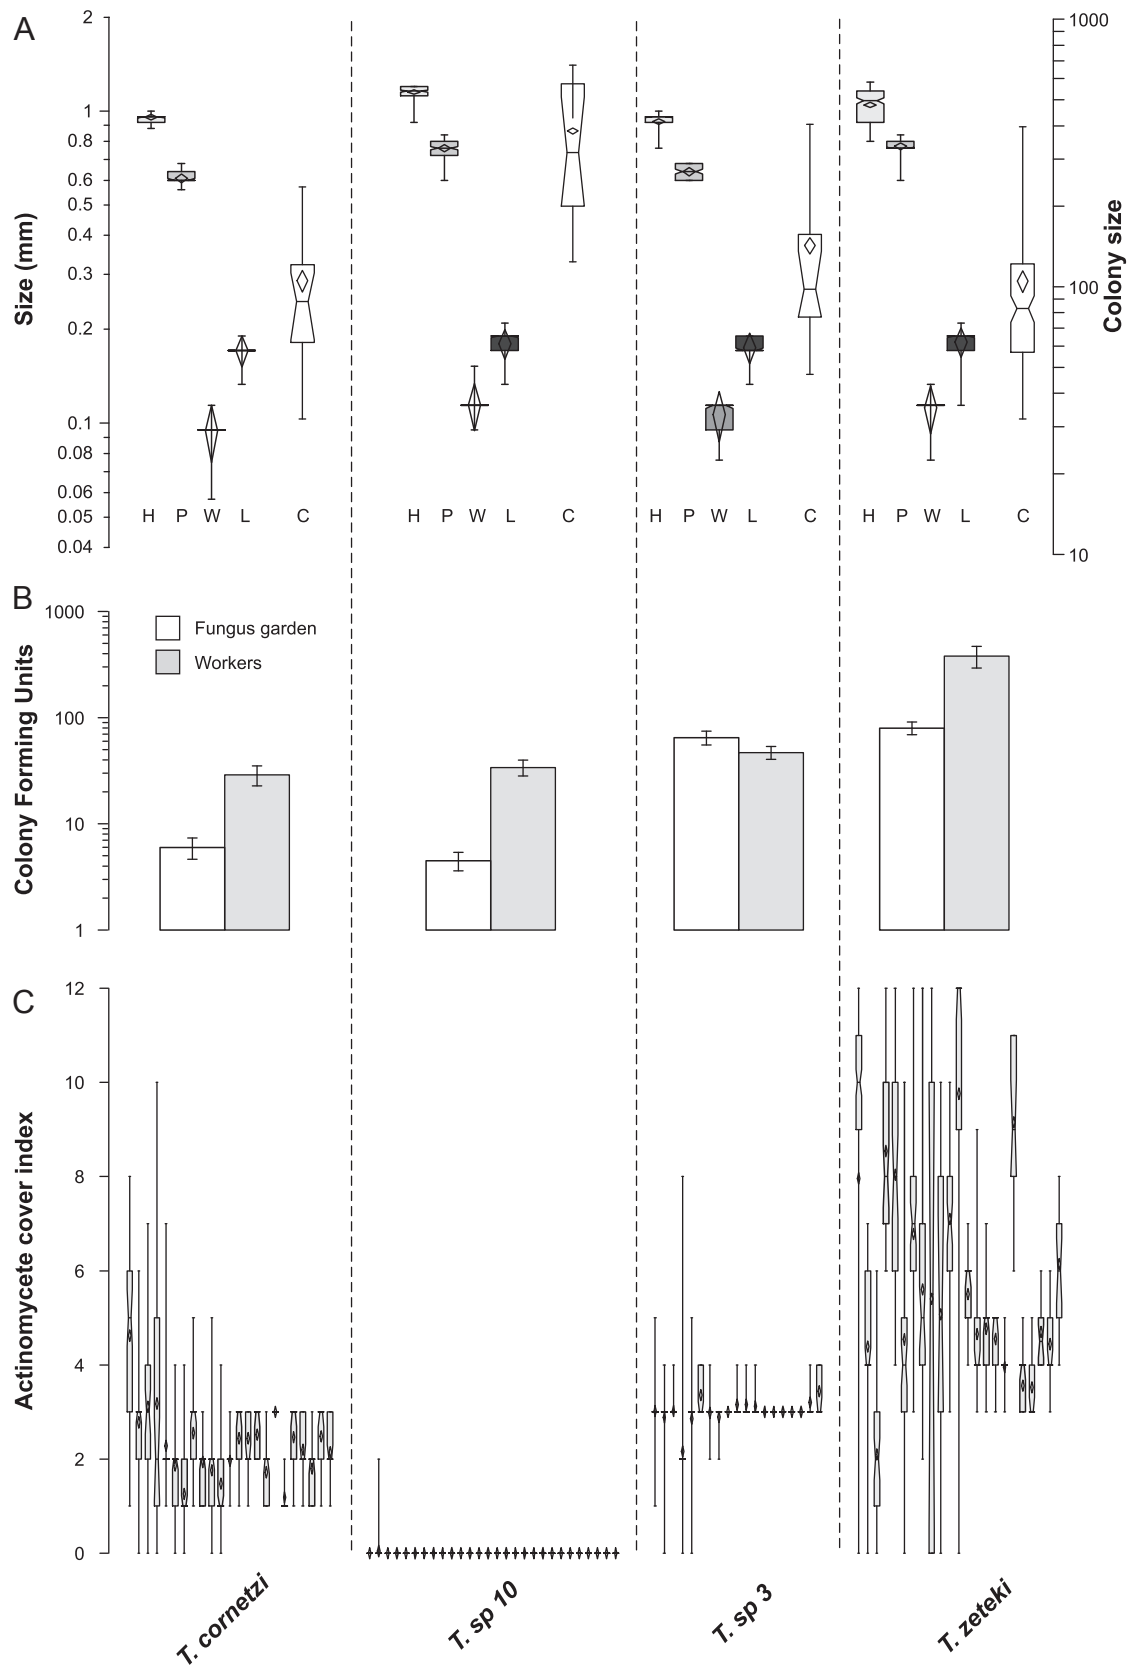 A
2
1
0.8
0.6
0.5
0.4
0.3
0.2
0.1
0.08
0.06
0.05
0.04
Size (mm)
H P W L C
H P W L C
H P W L C
H P W L C
1000
100
10
Colony size
B
1000
100
10
1
Colony Forming Units
Fungus garden
Workers
C
12
10
8
6
4
2
0
Actinomycete cover index
T. cornetzi
T. sp 10
T. sp 3
T. zeteki